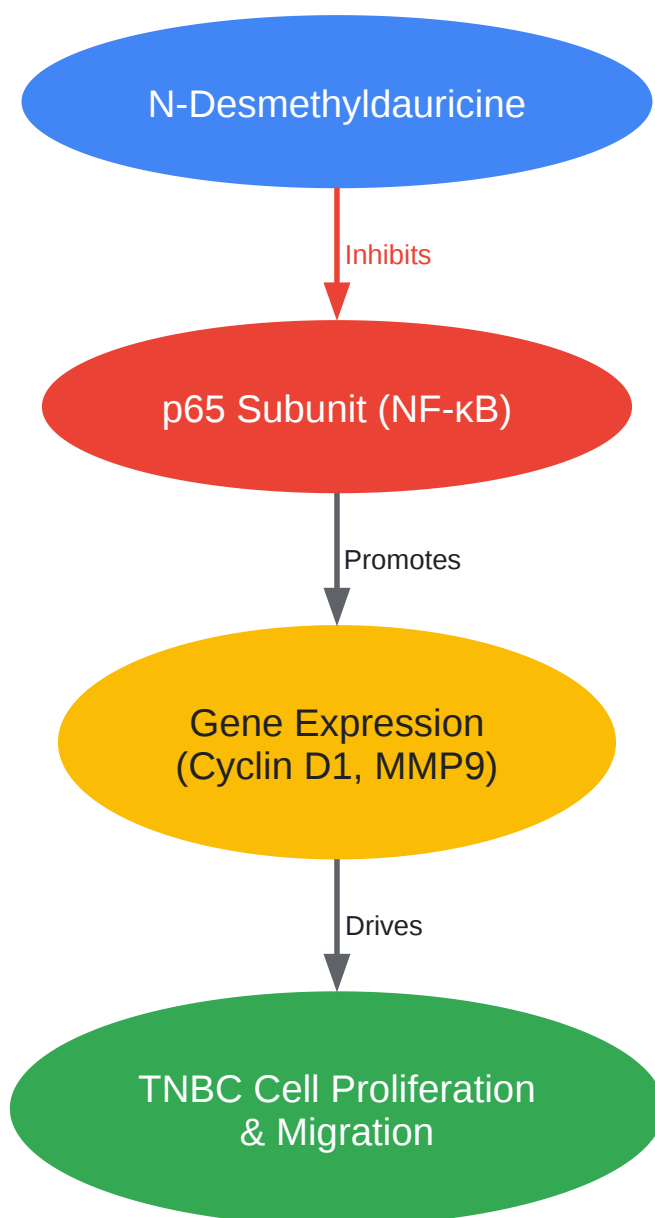 N-Desmethyldauricine
Inhibits
p65 Subunit (NF-κB)
Promotes
Gene Expression
(Cyclin D1, MMP9)
Drives
TNBC Cell Proliferation
& Migration